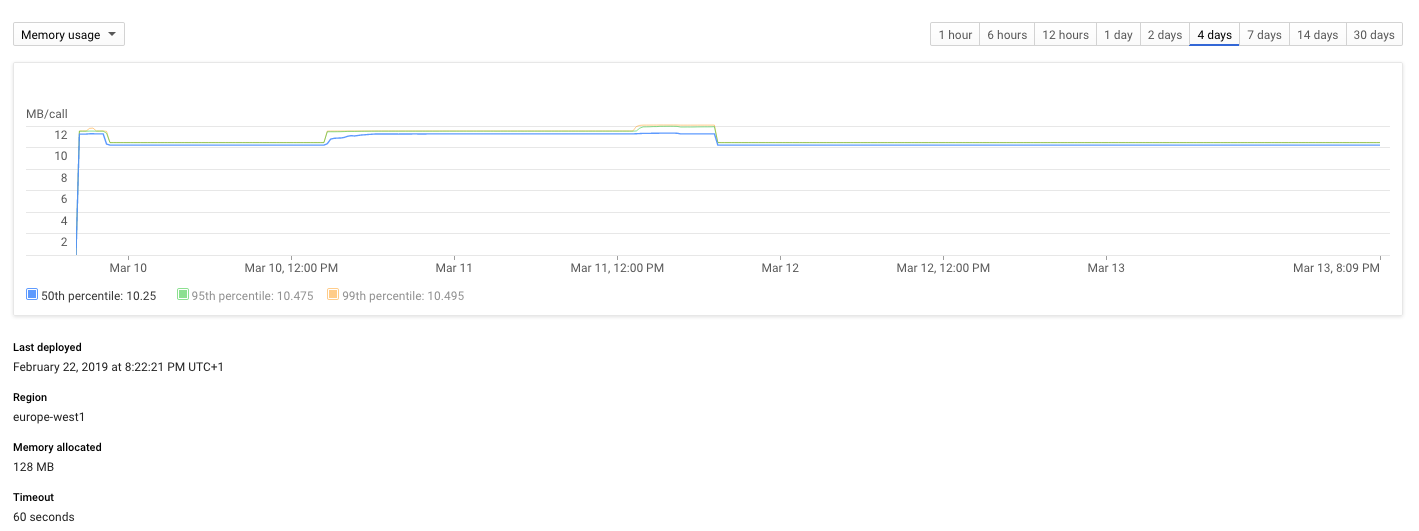 Memory usage
1 hour 6 hours 12 hours 1 day 2 days 4 days 7 days 14 days 30 days
MB/call
12
10
8
6
4
2
Mar 10 Mar 10, 12:00 PM Mar 11 Mar 11, 12:00 PM Mar 12 Mar 12, 12:00 PM Mar 13 Mar 13, 8:09 PM
50th percentile: 10.25 95th percentile: 10.475 99th percentile: 10.495
Last deployed
February 22, 2019 at 8:22:21 PM UTC+1
Region
europe-west1
Memory allocated
128 MB
Timeout
60 seconds